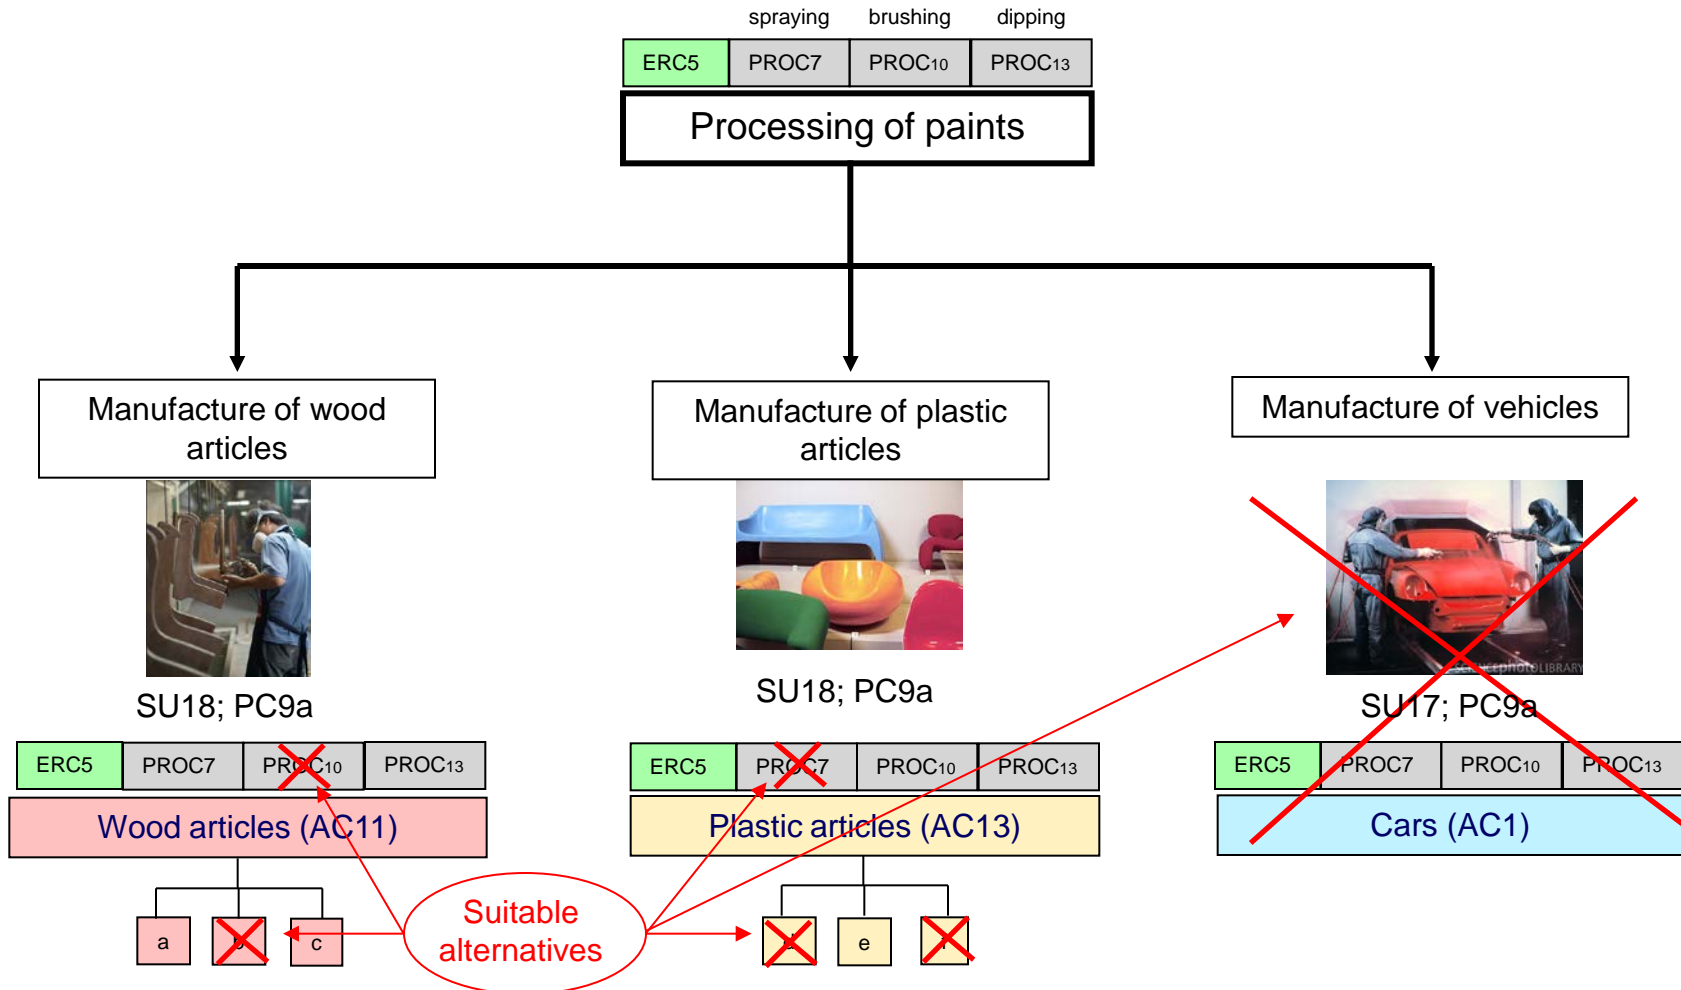 spraying brushing dipping
ERC5 PROC7 PROC10 PROC13
Processing of paints
Manufacture of wood
articles
Manufacture of plastic
articles
Manufacture of vehicles
SCIENCEphotoLIBRARY
SU18; PC9a
SU18; PC9a
SU17; PC9a
ERC5 PROC7 PROC10 PROC13
ERC5 PROC7 PROC10 PROC13
ERC5 PROC7 PROC10 PROC13
Wood articles (AC11)
Plastic articles (AC13)
Cars (AC1)
Suitable
alternatives
a b c
d e f